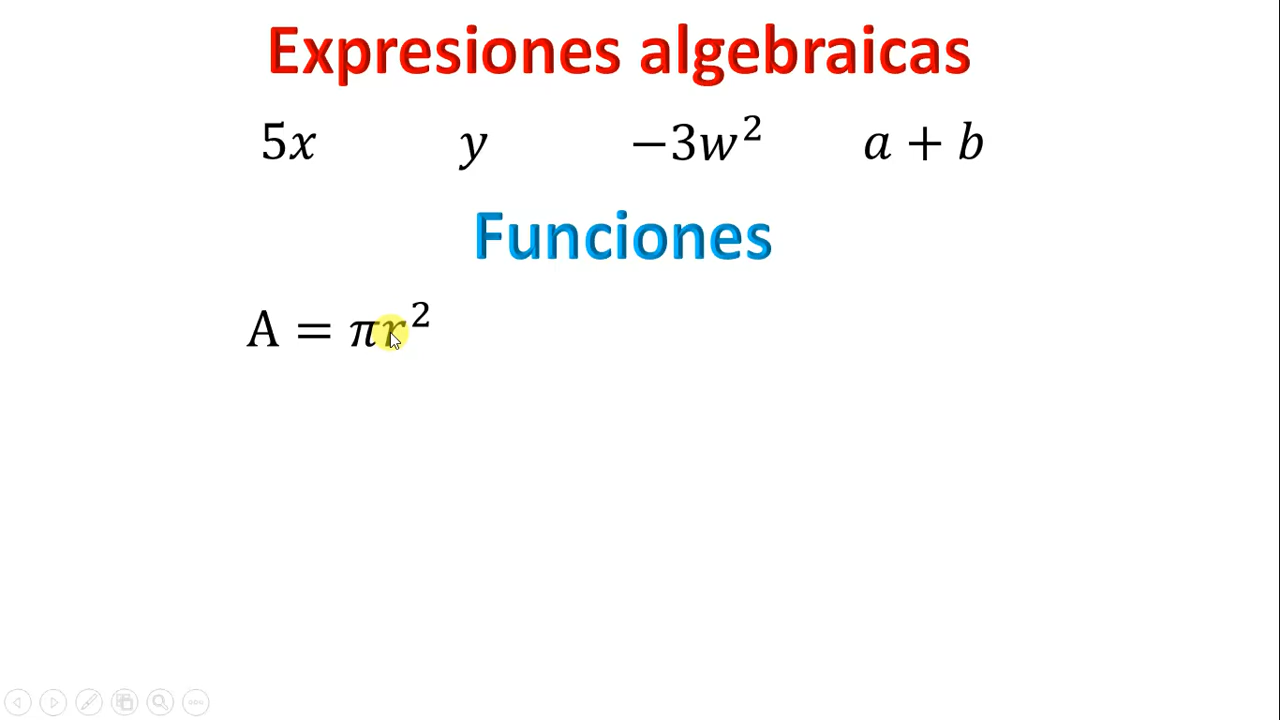 Expresiones algebraicas
5x y −3w² a + b
Funciones
A = πr²